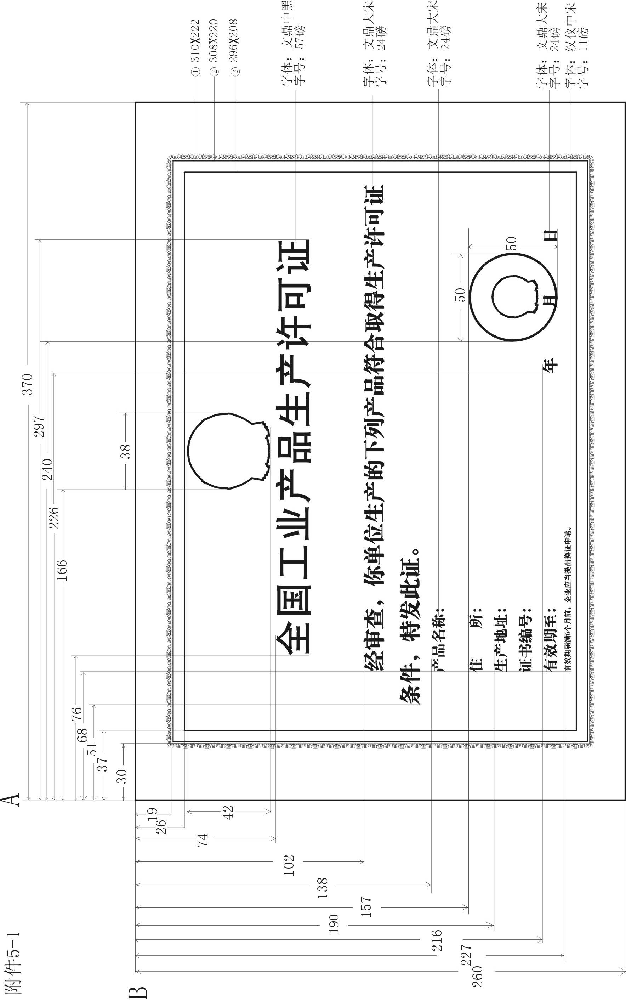 附件5-1
A
B
370
297
240
226
166
76
68
51
37
30
38
19
26
42
74
102
138
157
190
216
227
260
① 310X222
② 308X220
③ 296X208
字体：文鼎中黑
字号：57磅
字体：文鼎大宋
字号：24磅
字体：文鼎大宋
字号：24磅
字体：文鼎大宋
字号：24磅
字体：汉仪中宋
字号：11磅
全国工业产品生产许可证
经审查，你单位生产的下列产品符合取得生产许可证
条件，特发此证。
产品名称：
住 所：
生产地址：
证书编号：
有效期至：
年 月 日
50
50
有效期届满6个月前，企业应当提出换证申请。